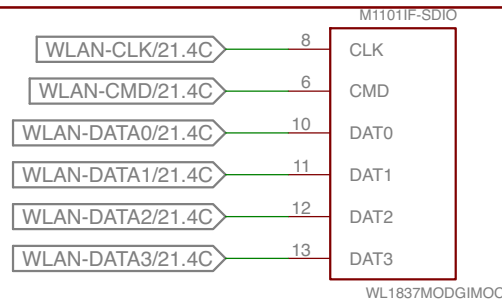 M1101IF-SDIO
WLAN-CLK/21.4C 8 CLK
WLAN-CMD/21.4C 6 CMD
WLAN-DATA0/21.4C 10 DAT0
WLAN-DATA1/21.4C 11 DAT1
WLAN-DATA2/21.4C 12 DAT2
WLAN-DATA3/21.4C 13 DAT3
WL1837MODGIMOC